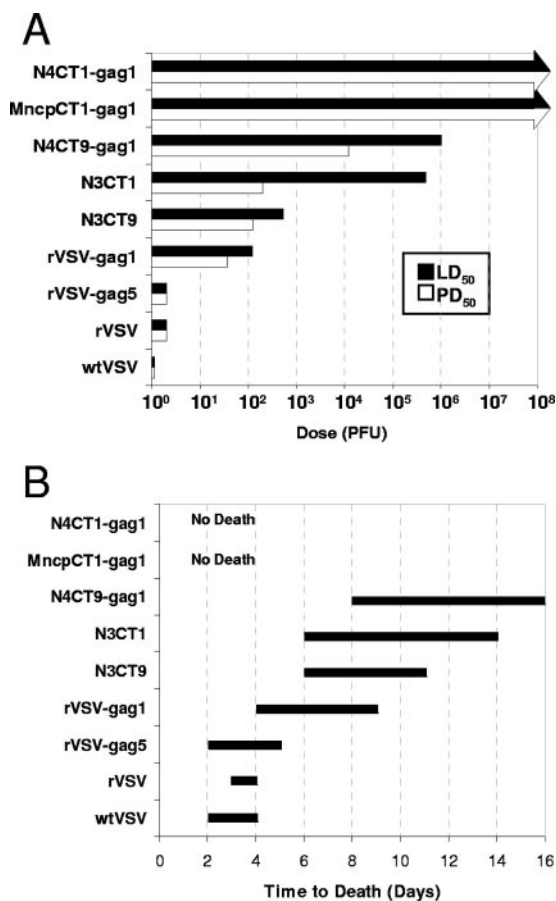 A
N4CT1-gag1
MncpCT1-gag1
N4CT9-gag1
N3CT1
N3CT9
rVSV-gag1
rVSV-gag5
rVSV
wtVSV
LD50
PD50
10^0 10^1 10^2 10^3 10^4 10^5 10^6 10^7 10^8
Dose (PFU)
B
N4CT1-gag1 No Death
MncpCT1-gag1 No Death
N4CT9-gag1
N3CT1
N3CT9
rVSV-gag1
rVSV-gag5
rVSV
wtVSV
0 2 4 6 8 10 12 14 16
Time to Death (Days)